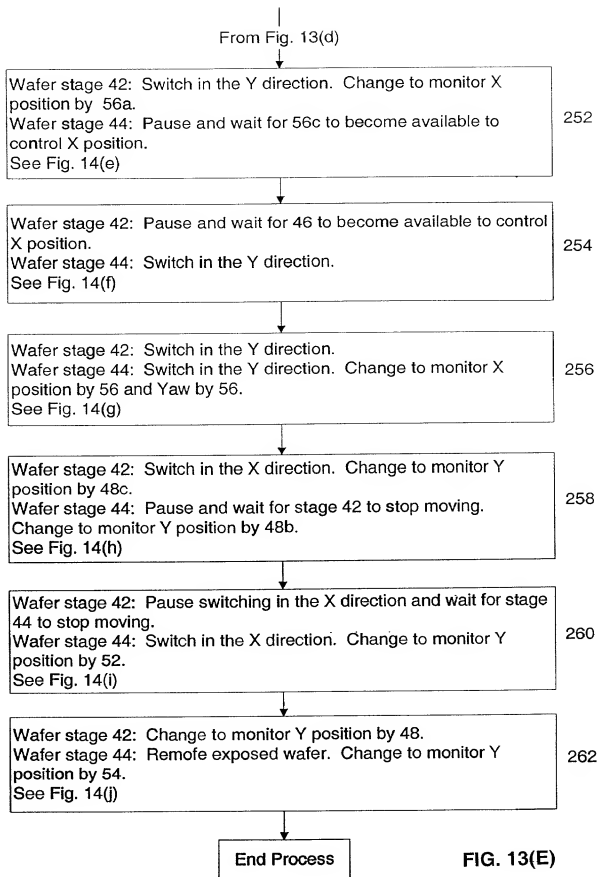 From Fig. 13(d)
Wafer stage 42: Switch in the Y direction. Change to monitor X
position by 56a.
Wafer stage 44: Pause and wait for 56c to become available to
control X position.
See Fig. 14(e)
252
Wafer stage 42: Pause and wait for 46 to become available to control
X position.
Wafer stage 44: Switch in the Y direction.
See Fig. 14(f)
254
Wafer stage 42: Switch in the Y direction.
Wafer stage 44: Switch in the Y direction. Change to monitor X
position by 56 and Yaw by 56.
See Fig. 14(g)
256
Wafer stage 42: Switch in the X direction. Change to monitor Y
position by 48c.
Wafer stage 44: Pause and wait for stage 42 to stop moving.
Change to monitor Y position by 48b.
See Fig. 14(h)
258
Wafer stage 42: Pause switching in the X direction and wait for stage
44 to stop moving.
Wafer stage 44: Switch in the X direction. Change to monitor Y
position by 52.
See Fig. 14(i)
260
Wafer stage 42: Change to monitor Y position by 48.
Wafer stage 44: Remofe exposed wafer. Change to monitor Y
position by 54.
See Fig. 14(j)
262
End Process
FIG. 13(E)